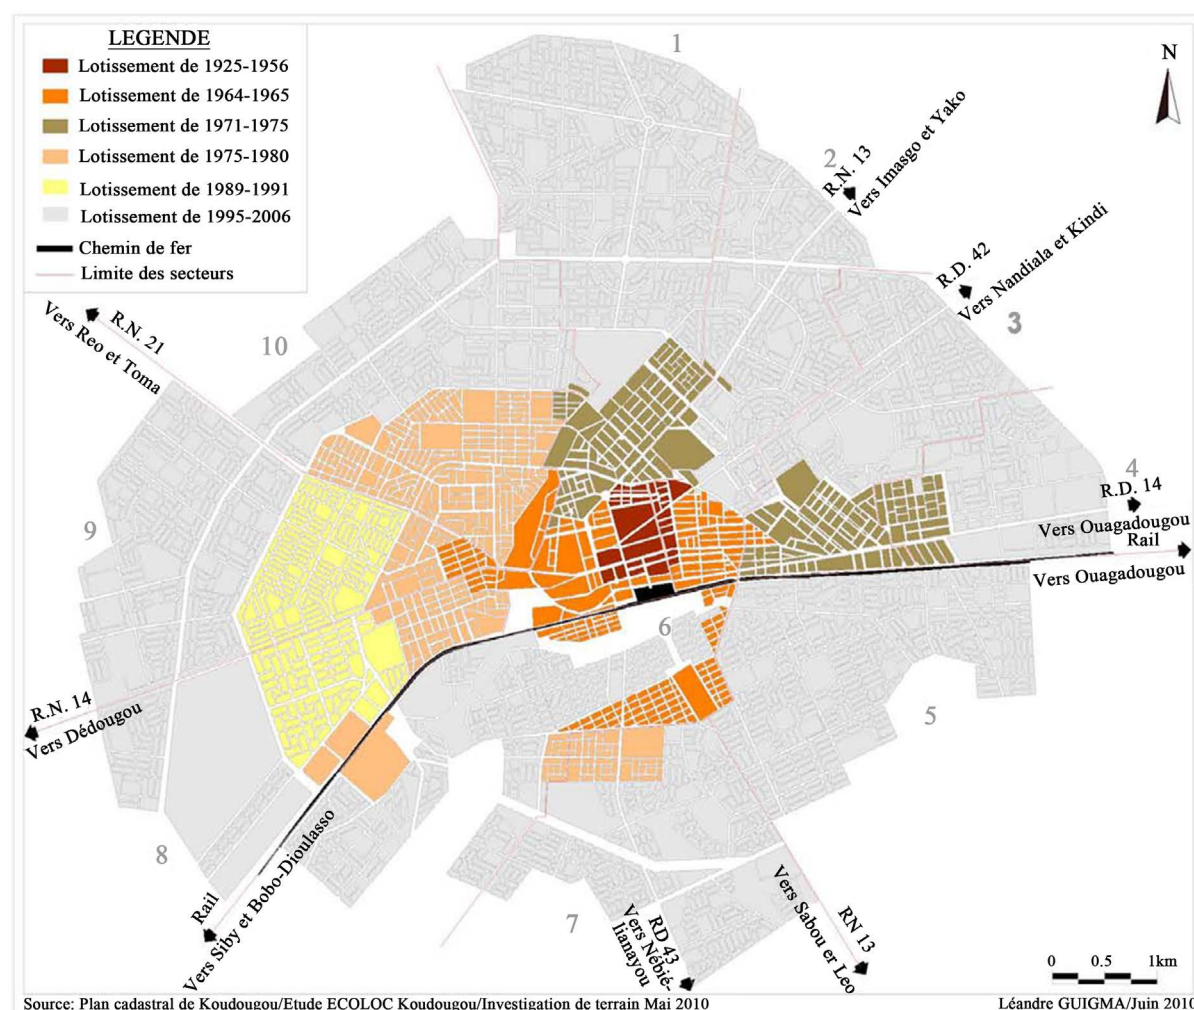 LEGENDE
Lotissement de 1925-1956
Lotissement de 1964-1965
Lotissement de 1971-1975
Lotissement de 1975-1980
Lotissement de 1989-1991
Lotissement de 1995-2006
Chemin de fer
Limite des secteurs
1
N
2
R.N. 13
Vers Imasgo et Yako
R.D. 42
Vers Nandiala et Kindi
3
R.N. 21
Vers Reo et Toma
10
4
R.D. 14
Vers Ouagadougou
Rail
Vers Ouagadougou
9
6
R.N. 14
Vers Dédougou
5
8
Rail
Vers Siby et Bobo-Dioulasso
7
RD 43
Vers Nébié-
lianayou
RN 13
Vers Sabou er Leo
0 0.5 1km
Source: Plan cadastral de Koudougou/Etude ECOLOC Koudougou/Investigation de terrain Mai 2010
Léandre GUIGMA/Juin 2010